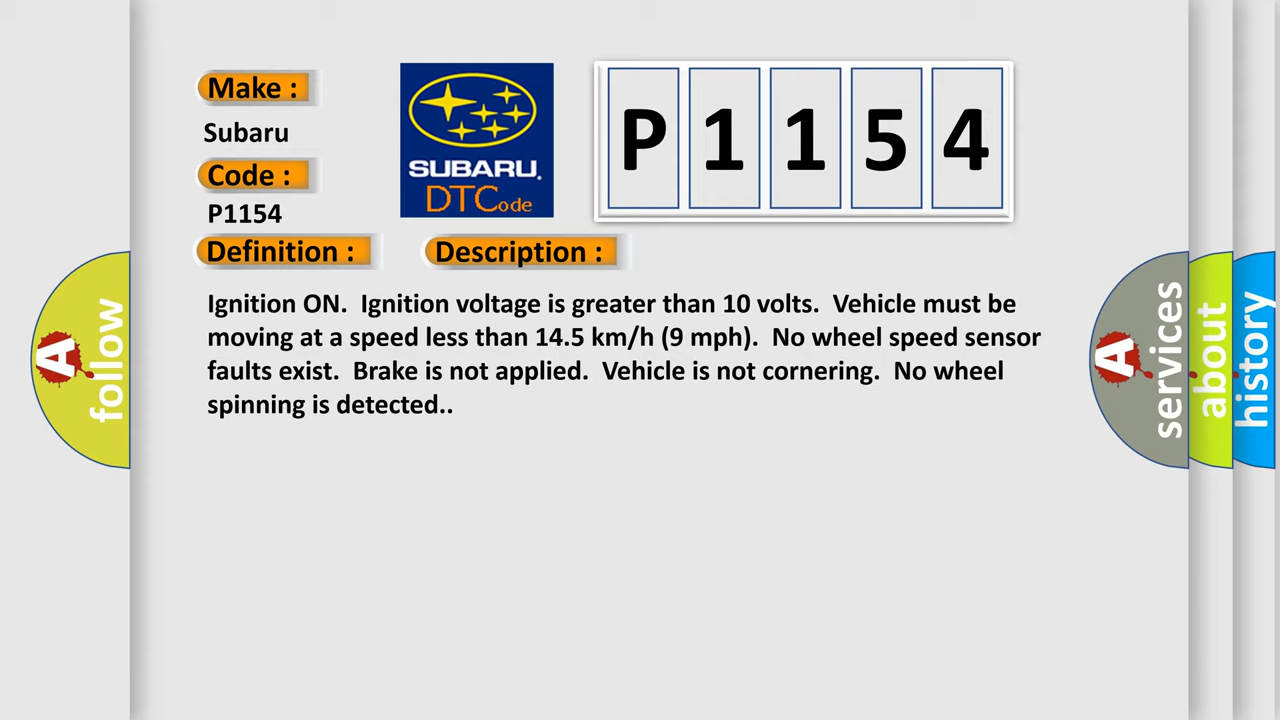 Make :
Subaru
Code :
P1154
Definition :
Description :
SUBARU
DTCode
P 1 1 5 4
Ignition ON.  Ignition voltage is greater than 10 volts.  Vehicle must be
moving at a speed less than 14.5 km/h (9 mph).  No wheel speed sensor
faults exist.  Brake is not applied.  Vehicle is not cornering.  No wheel
spinning is detected..
A
follow
A
services
about
history